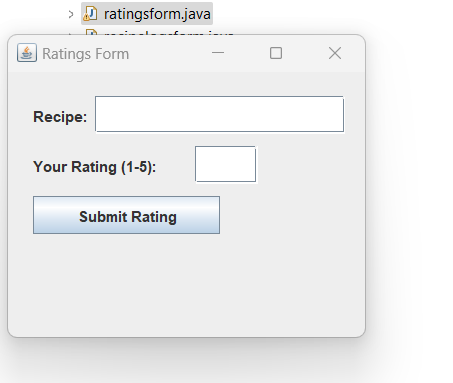 ratingsform.java
Ratings Form
Recipe:
Your Rating (1-5):
Submit Rating